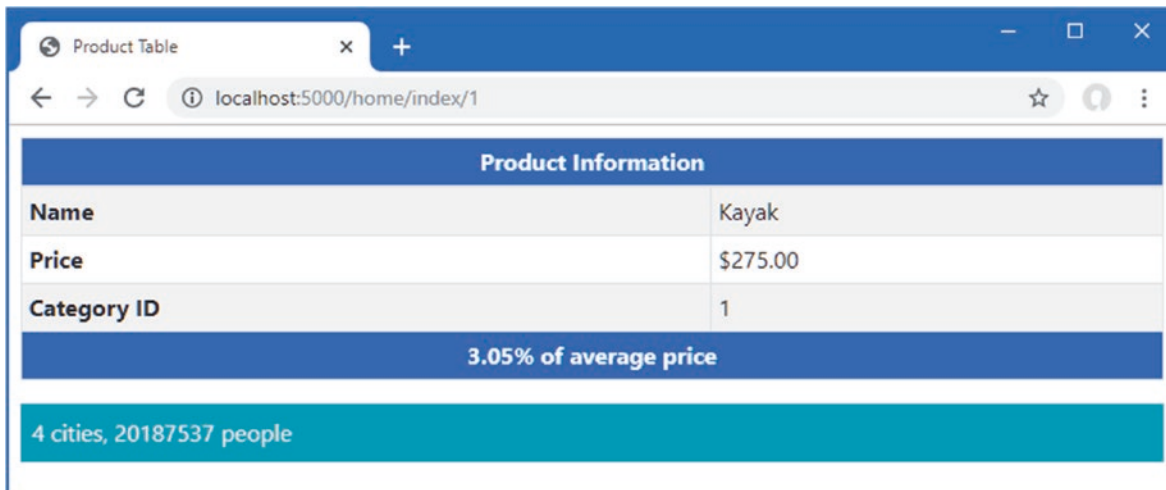 Product Table
localhost:5000/home/index/1
Product Information
Name Kayak
Price $275.00
Category ID 1
3.05% of average price
4 cities, 20187537 people